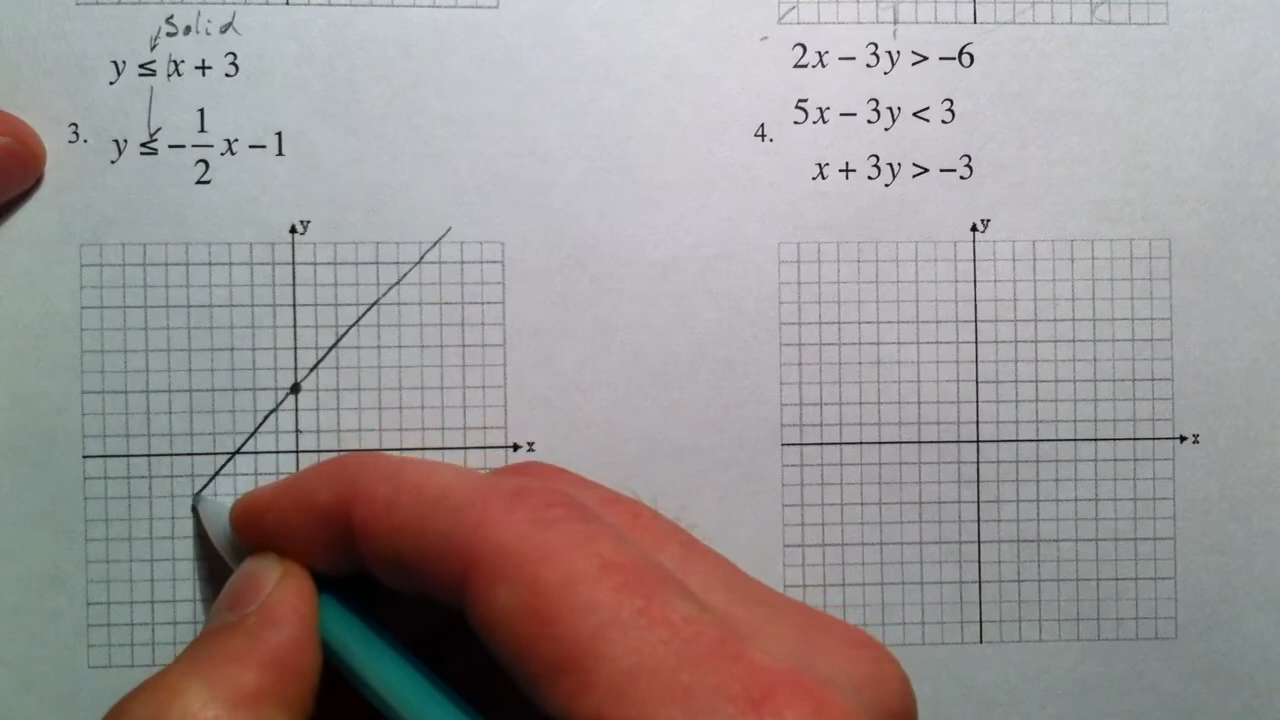 Solid
y ≤ x + 3
3. y ≤ -1/2 x - 1
y
x
2x - 3y > -6
5x - 3y < 3
4.
x + 3y > -3
y
x